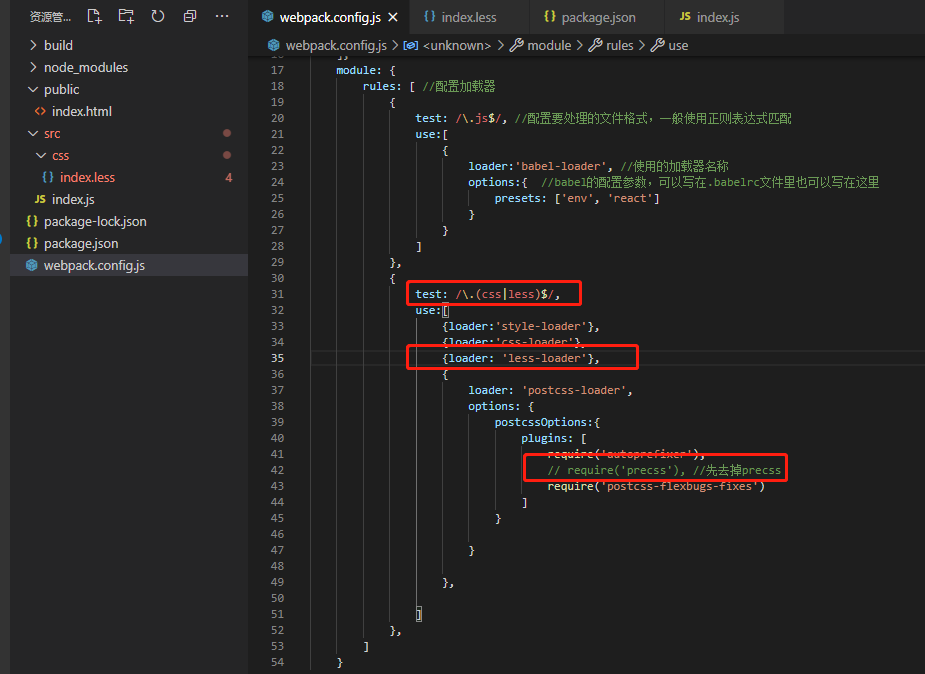 资源管...
webpack.config.js
index.less
package.json
index.js
webpack.config.js > <unknown> > module > rules > use
build
node_modules
public
index.html
src
css
index.less 4
index.js
package-lock.json
package.json
webpack.config.js
16 ],
17 module: {
18 rules: [ //配置加载器
19 {
20 test: /\.js$/, //配置要处理的文件格式，一般使用正则表达式匹配
21 use:[
22 {
23 loader:'babel-loader', //使用的加载器名称
24 options:{ //babel的配置参数，可以写在.babelrc文件里也可以写在这里
25 presets: ['env', 'react']
26 }
27 }
28 ]
29 },
30 {
31 test: /\.(css|less)$/,
32 use:[
33 {loader:'style-loader'},
34 {loader:'css-loader'},
35 {loader: 'less-loader'},
36 {
37 loader: 'postcss-loader',
38 options: {
39 postcssOptions:{
40 plugins: [
41 require('autoprefixer'),
42 // require('precss'), //先去掉precss
43 require('postcss-flexbugs-fixes')
44 ]
45 }
46
47 }
48
49 },
50
51 ]
52 },
53 ]
54 }